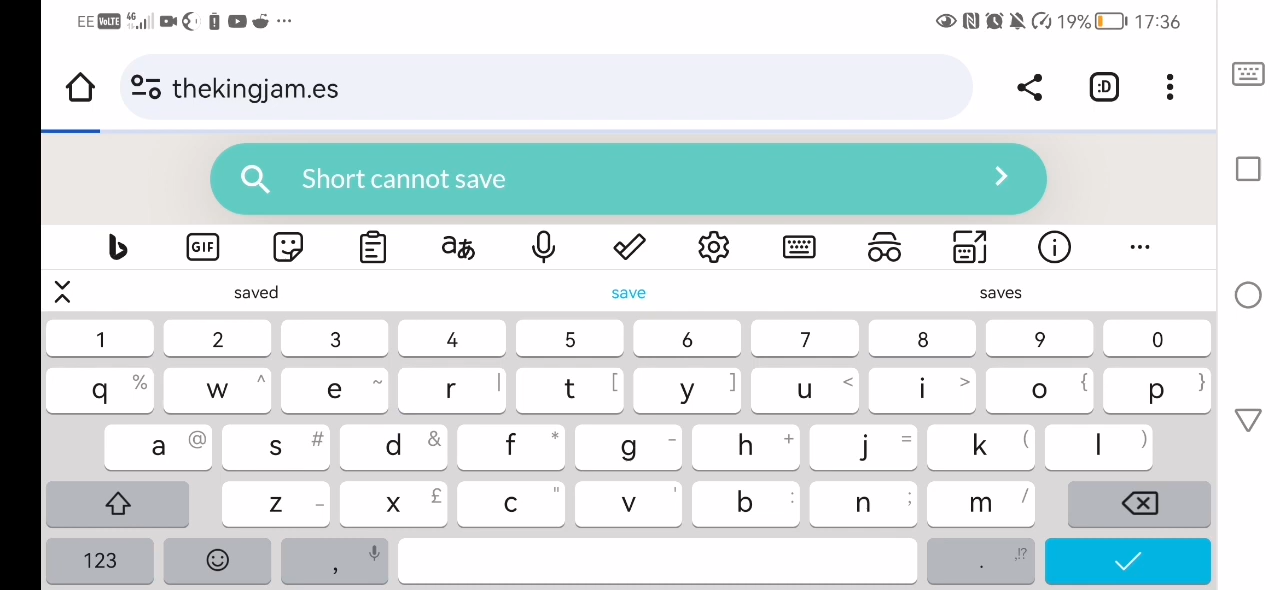 EE VoLTE 4G 19% 17:36
thekingjam.es :D
Short cannot save
GIF aあ
saved save saves
1 2 3 4 5 6 7 8 9 0
q % w ^ e ~ r | t [ y ] u < i > o { p }
a @ s # d & f * g - h + j = k ( l )
z _ x £ c " v ' b : n ; m /
123 , . ,!?